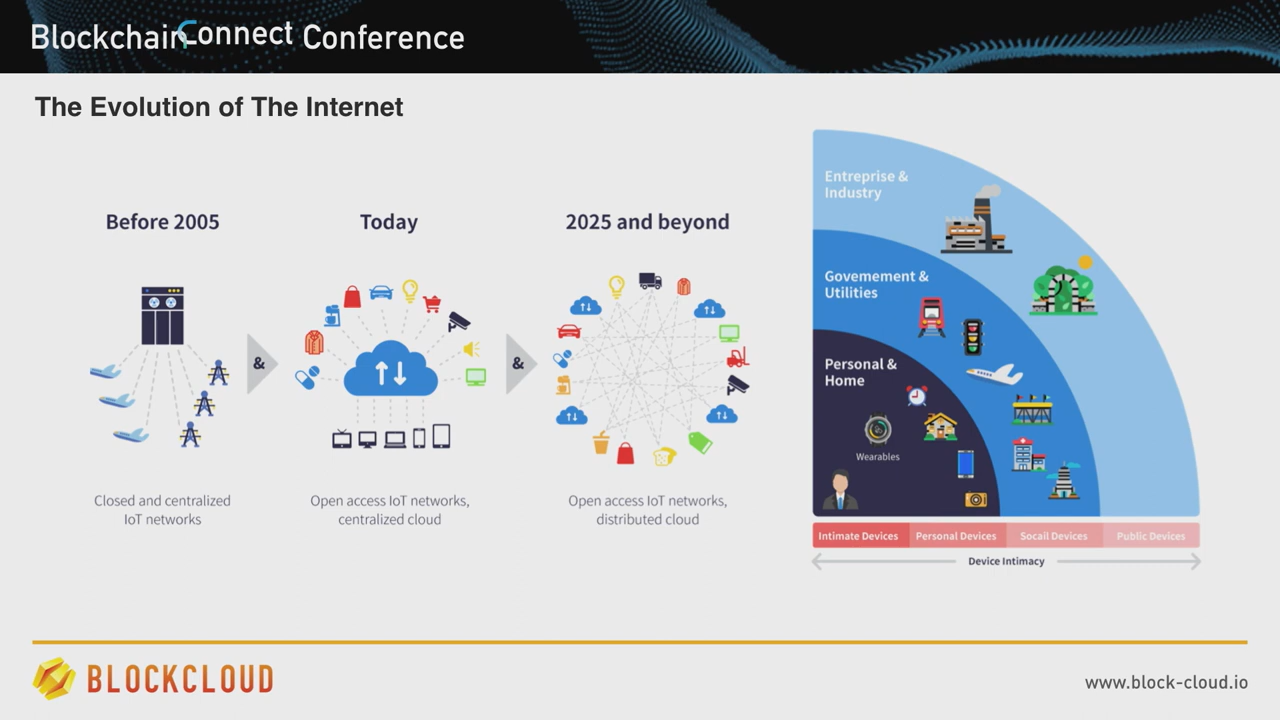 BlockchainConnect Conference
The Evolution of The Internet
Before 2005
Today
2025 and beyond
&
&
Closed and centralized
IoT networks
Open access IoT networks,
centralized cloud
Open access IoT networks,
distributed cloud
Entreprise &
Industry
Govemement &
Utilities
Personal &
Home
Wearables
Intimate Devices
Personal Devices
Socail Devices
Public Devices
Device Intimacy
BLOCKCLOUD
www.block-cloud.io